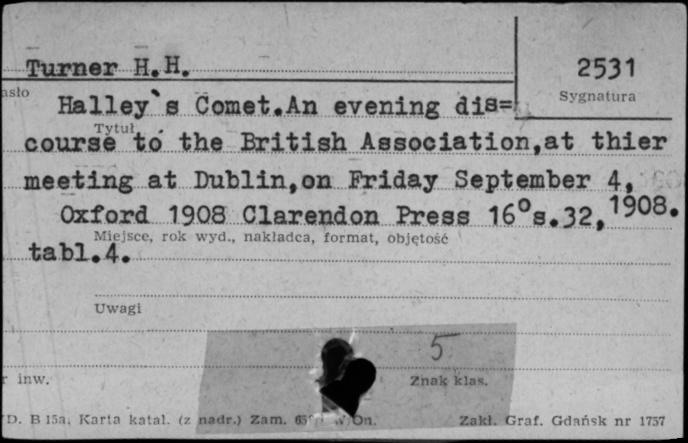 Turner H.H.
2531
asło
Sygnatura
Halley`s Comet.An evening dis=
Tytuł
course to the British Association,at thier
meeting at Dublin,on Friday September 4,
1908.
Oxford 1908 Clarendon Press 16°s.32,
Miejsce, rok wyd., nakładca, format, objętość
tabl.4.
Uwagi
5
r inw.
Znak klas.
D. B 15a. Karta katal. (z nadr.) Zam. Zakł. Graf. Gdańsk nr 1757